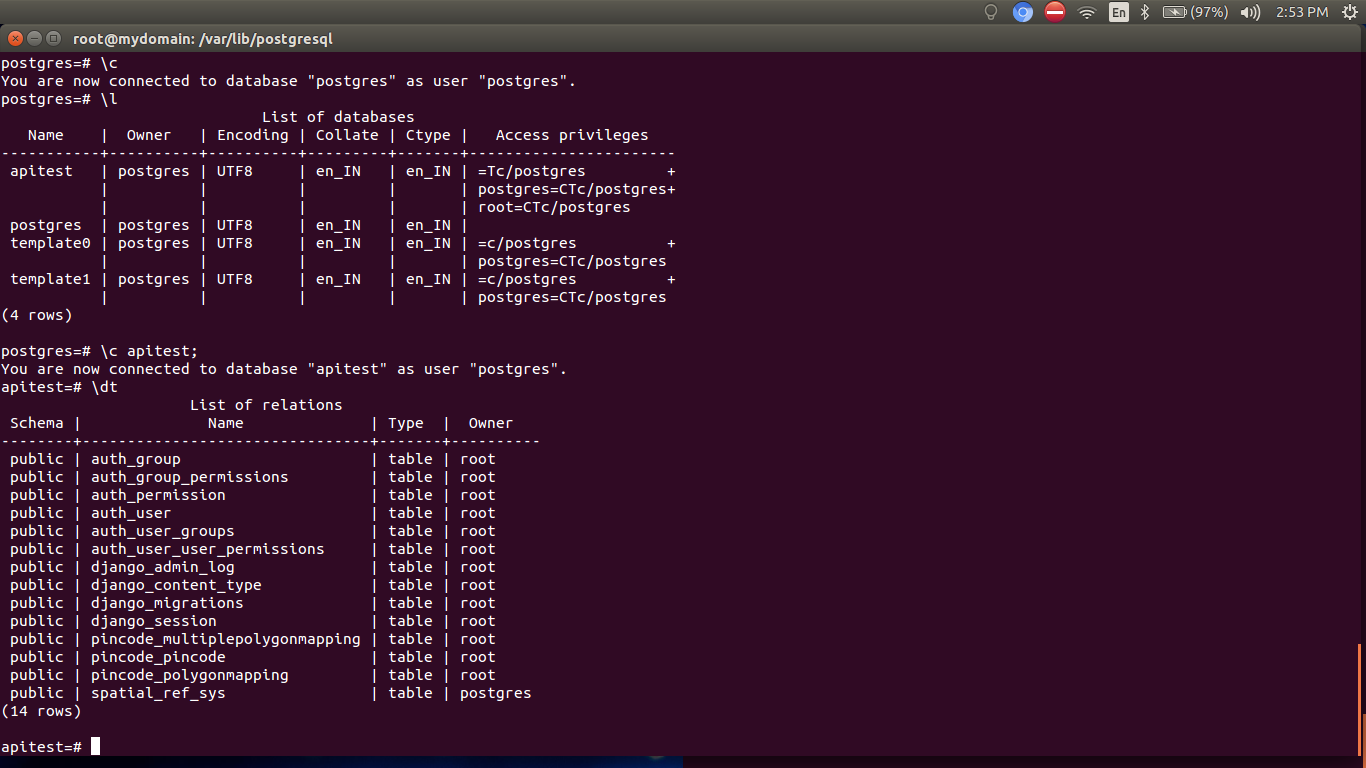 En (97%) 2:53 PM
root@mydomain: /var/lib/postgresql
postgres=# \c
You are now connected to database "postgres" as user "postgres".
postgres=# \l
                             List of databases
   Name    |  Owner   | Encoding | Collate | Ctype |   Access privileges   
-----------+----------+----------+---------+-------+-----------------------
 apitest   | postgres | UTF8     | en_IN   | en_IN | =Tc/postgres         +
           |          |          |         |       | postgres=CTc/postgres+
           |          |          |         |       | root=CTc/postgres
 postgres  | postgres | UTF8     | en_IN   | en_IN | 
 template0 | postgres | UTF8     | en_IN   | en_IN | =c/postgres          +
           |          |          |         |       | postgres=CTc/postgres
 template1 | postgres | UTF8     | en_IN   | en_IN | =c/postgres          +
           |          |          |         |       | postgres=CTc/postgres
(4 rows)

postgres=# \c apitest;
You are now connected to database "apitest" as user "postgres".
apitest=# \dt
                     List of relations
 Schema |              Name              | Type  |  Owner   
--------+--------------------------------+-------+----------
 public | auth_group                     | table | root
 public | auth_group_permissions         | table | root
 public | auth_permission                | table | root
 public | auth_user                      | table | root
 public | auth_user_groups               | table | root
 public | auth_user_user_permissions     | table | root
 public | django_admin_log               | table | root
 public | django_content_type            | table | root
 public | django_migrations              | table | root
 public | django_session                 | table | root
 public | pincode_multiplepolygonmapping | table | root
 public | pincode_pincode                | table | root
 public | pincode_polygonmapping         | table | root
 public | spatial_ref_sys                | table | postgres
(14 rows)

apitest=#